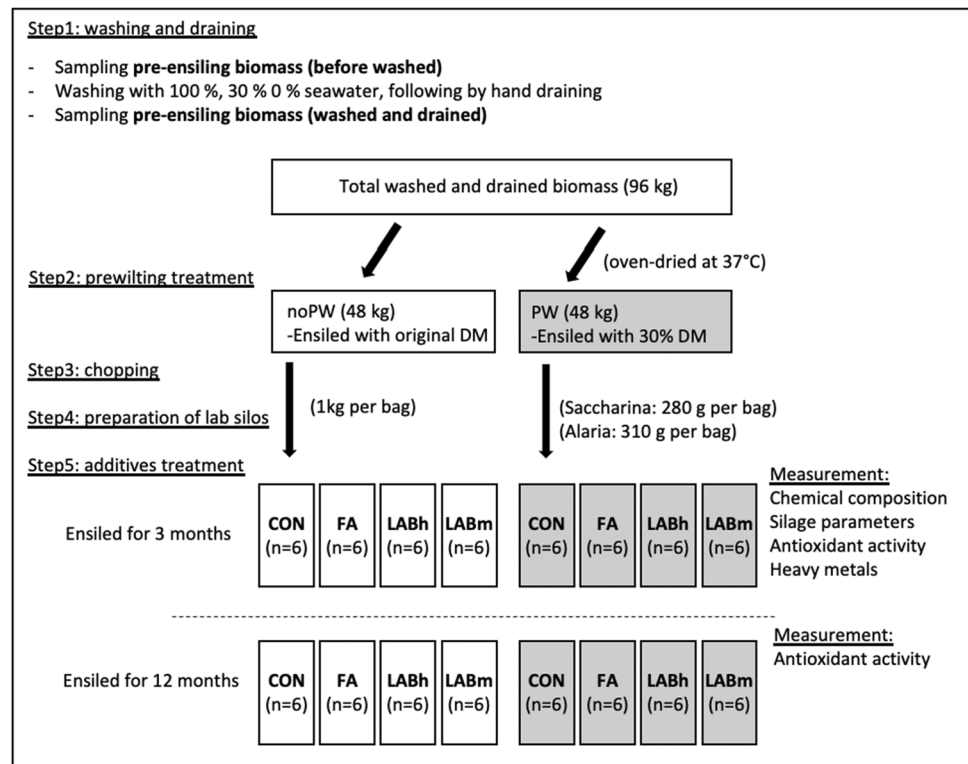 Step1: washing and draining
- Sampling pre-ensiling biomass (before washed)
- Washing with 100 %, 30 % 0 % seawater, following by hand draining
- Sampling pre-ensiling biomass (washed and drained)
Total washed and drained biomass (96 kg)
(oven-dried at 37°C)
Step2: prewilting treatment
noPW (48 kg)
-Ensiled with original DM
PW (48 kg)
-Ensiled with 30% DM
Step3: chopping
(1kg per bag)
(Saccharina: 280 g per bag)
(Alaria: 310 g per bag)
Step4: preparation of lab silos
Step5: additives treatment
Ensiled for 3 months
CON FA LABh LABm CON FA LABh LABm
(n=6) (n=6) (n=6) (n=6) (n=6) (n=6) (n=6) (n=6)
Measurement:
Chemical composition
Silage parameters
Antioxidant activity
Heavy metals
Ensiled for 12 months
CON FA LABh LABm CON FA LABh LABm
(n=6) (n=6) (n=6) (n=6) (n=6) (n=6) (n=6) (n=6)
Measurement:
Antioxidant activity